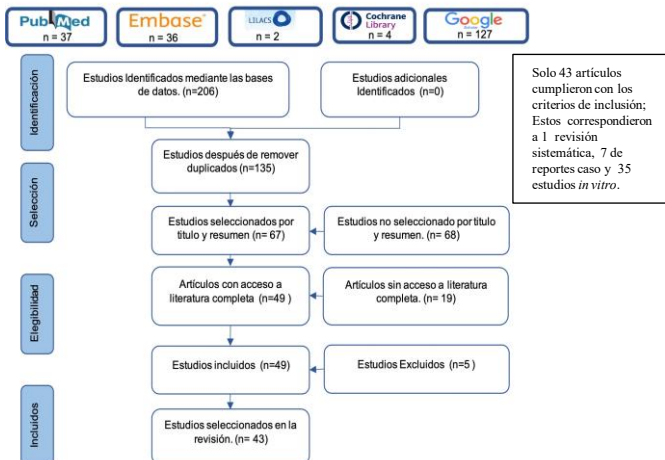 PubMed
n = 37
Embase®
n = 36
LILACS
n = 2
Cochrane
Library
n = 4
Google
n = 127
Identificación
Estudios Identificados mediante las bases
de datos. (n=206)
Estudios adicionales
Identificados (n=0)
Solo 43 artículos
cumplieron con los
criterios de inclusión;
Estos correspondieron
a 1 revisión
sistemática, 7 de
reportes caso y 35
estudios in vitro.
Selección
Estudios después de remover
duplicados (n=135)
Estudios seleccionados por
titulo y resumen (n= 67)
Estudios no seleccionado por titulo
y resumen. (n= 68)
Elegibilidad
Artículos con acceso a
literatura completa (n=49 )
Artículos sin acceso a literatura
completa. (n= 19)
Estudios incluidos (n=49)
Estudios Excluidos (n=5 )
Incluidos
Estudios seleccionados en la
revisión. (n= 43)